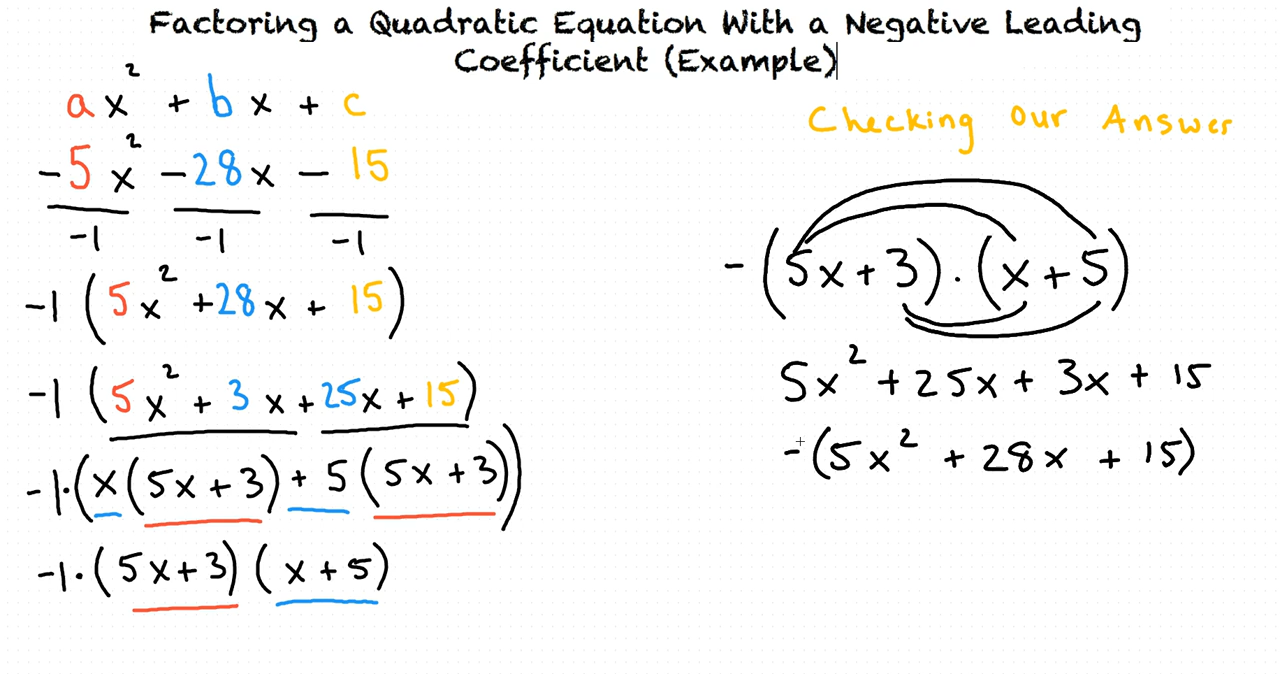 Factoring a Quadratic Equation With a Negative Leading
Coefficient (Example)
ax² + bx + c
-5x² -28x - 15
-1 -1 -1
-1 (5x² +28x + 15)
-1 (5x² + 3x + 25x + 15)
-1·(x(5x + 3) + 5(5x + 3))
-1·(5x + 3)(x + 5)
Checking Our Answer
-(5x + 3)·(x + 5)
5x² + 25x + 3x + 15
-(5x² + 28x + 15)